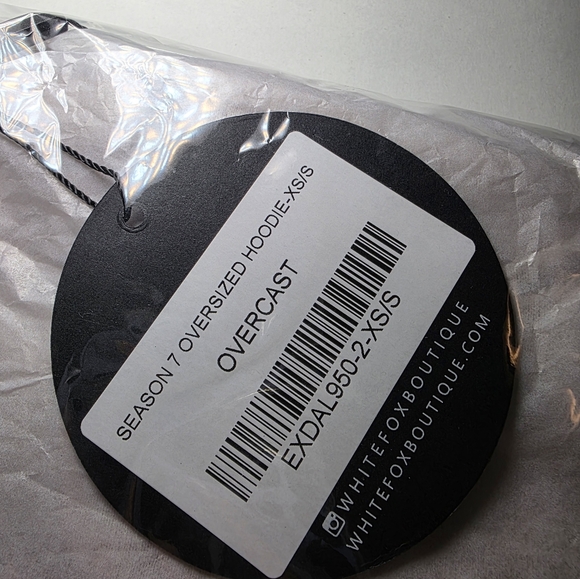 SEASON 7 OVERSIZED HOODIE-XS/S
OVERCAST
EXDAL950-2-XS/S
WHITEFOXBOUTIQUE
WHITEFOXBOUTIQUE.COM